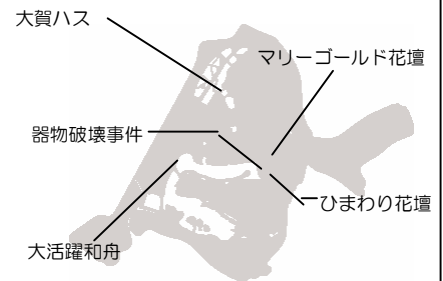 大賀ハス
マリーゴールド花壇
器物破壊事件
ひまわり花壇
大活躍和舟